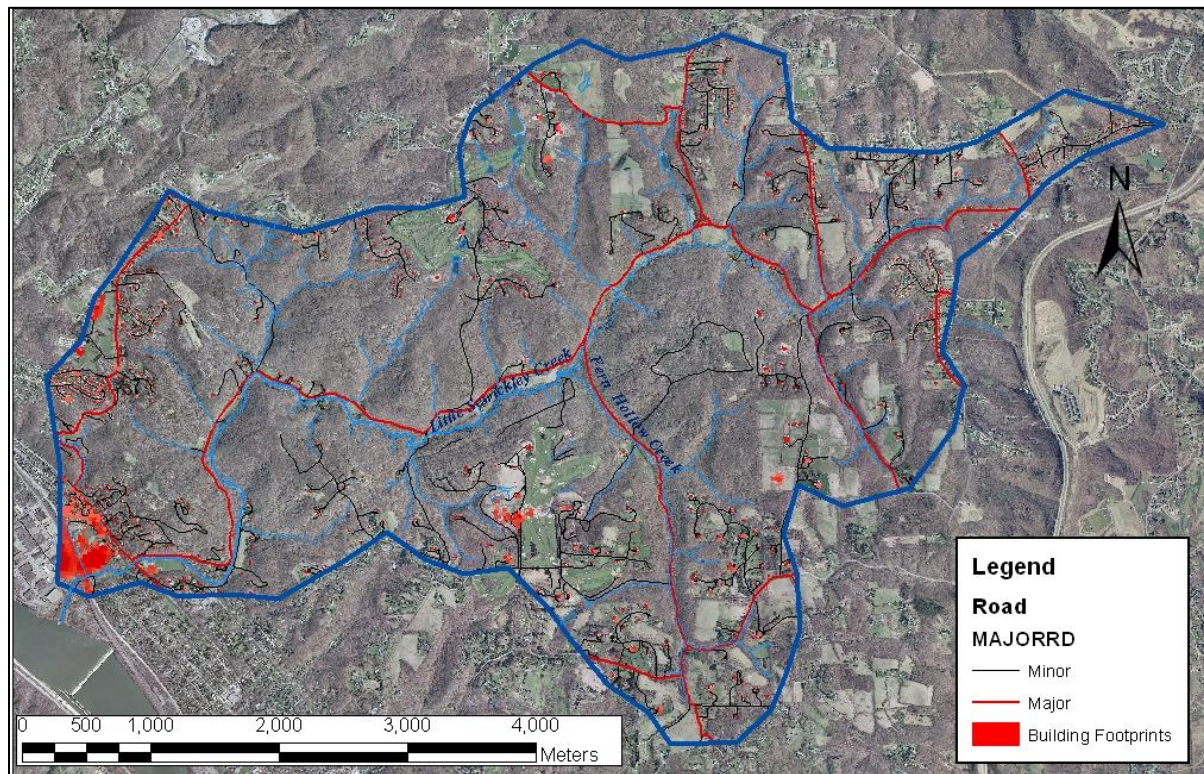 N
Little Sewickley Creek
Fern Hollow Creek
Legend
Road
MAJORRD
Minor
Major
Building Footprints
0 500 1,000 2,000 3,000 4,000
Meters